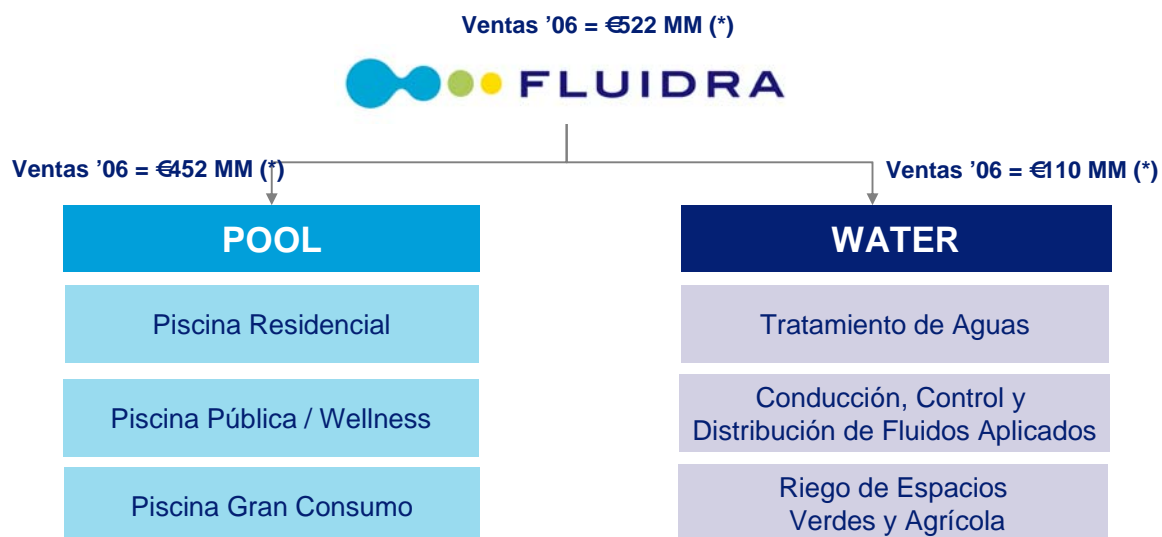 Ventas ’06 = €522 MM (*)
FLUIDRA
Ventas ’06 = €452 MM (*)
Ventas ’06 = €110 MM (*)
POOL
WATER
Piscina Residencial
Tratamiento de Aguas
Piscina Pública / Wellness
Conducción, Control y
Distribución de Fluidos Aplicados
Piscina Gran Consumo
Riego de Espacios
Verdes y Agrícola